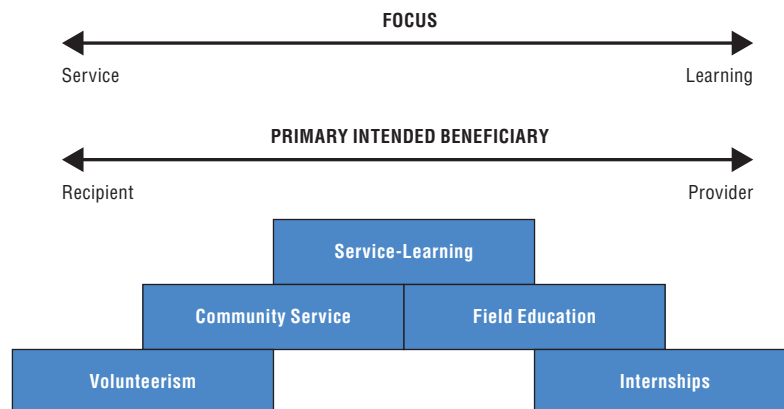 FOCUS
Service Learning
PRIMARY INTENDED BENEFICIARY
Recipient Provider
Service-Learning
Community Service Field Education
Volunteerism Internships